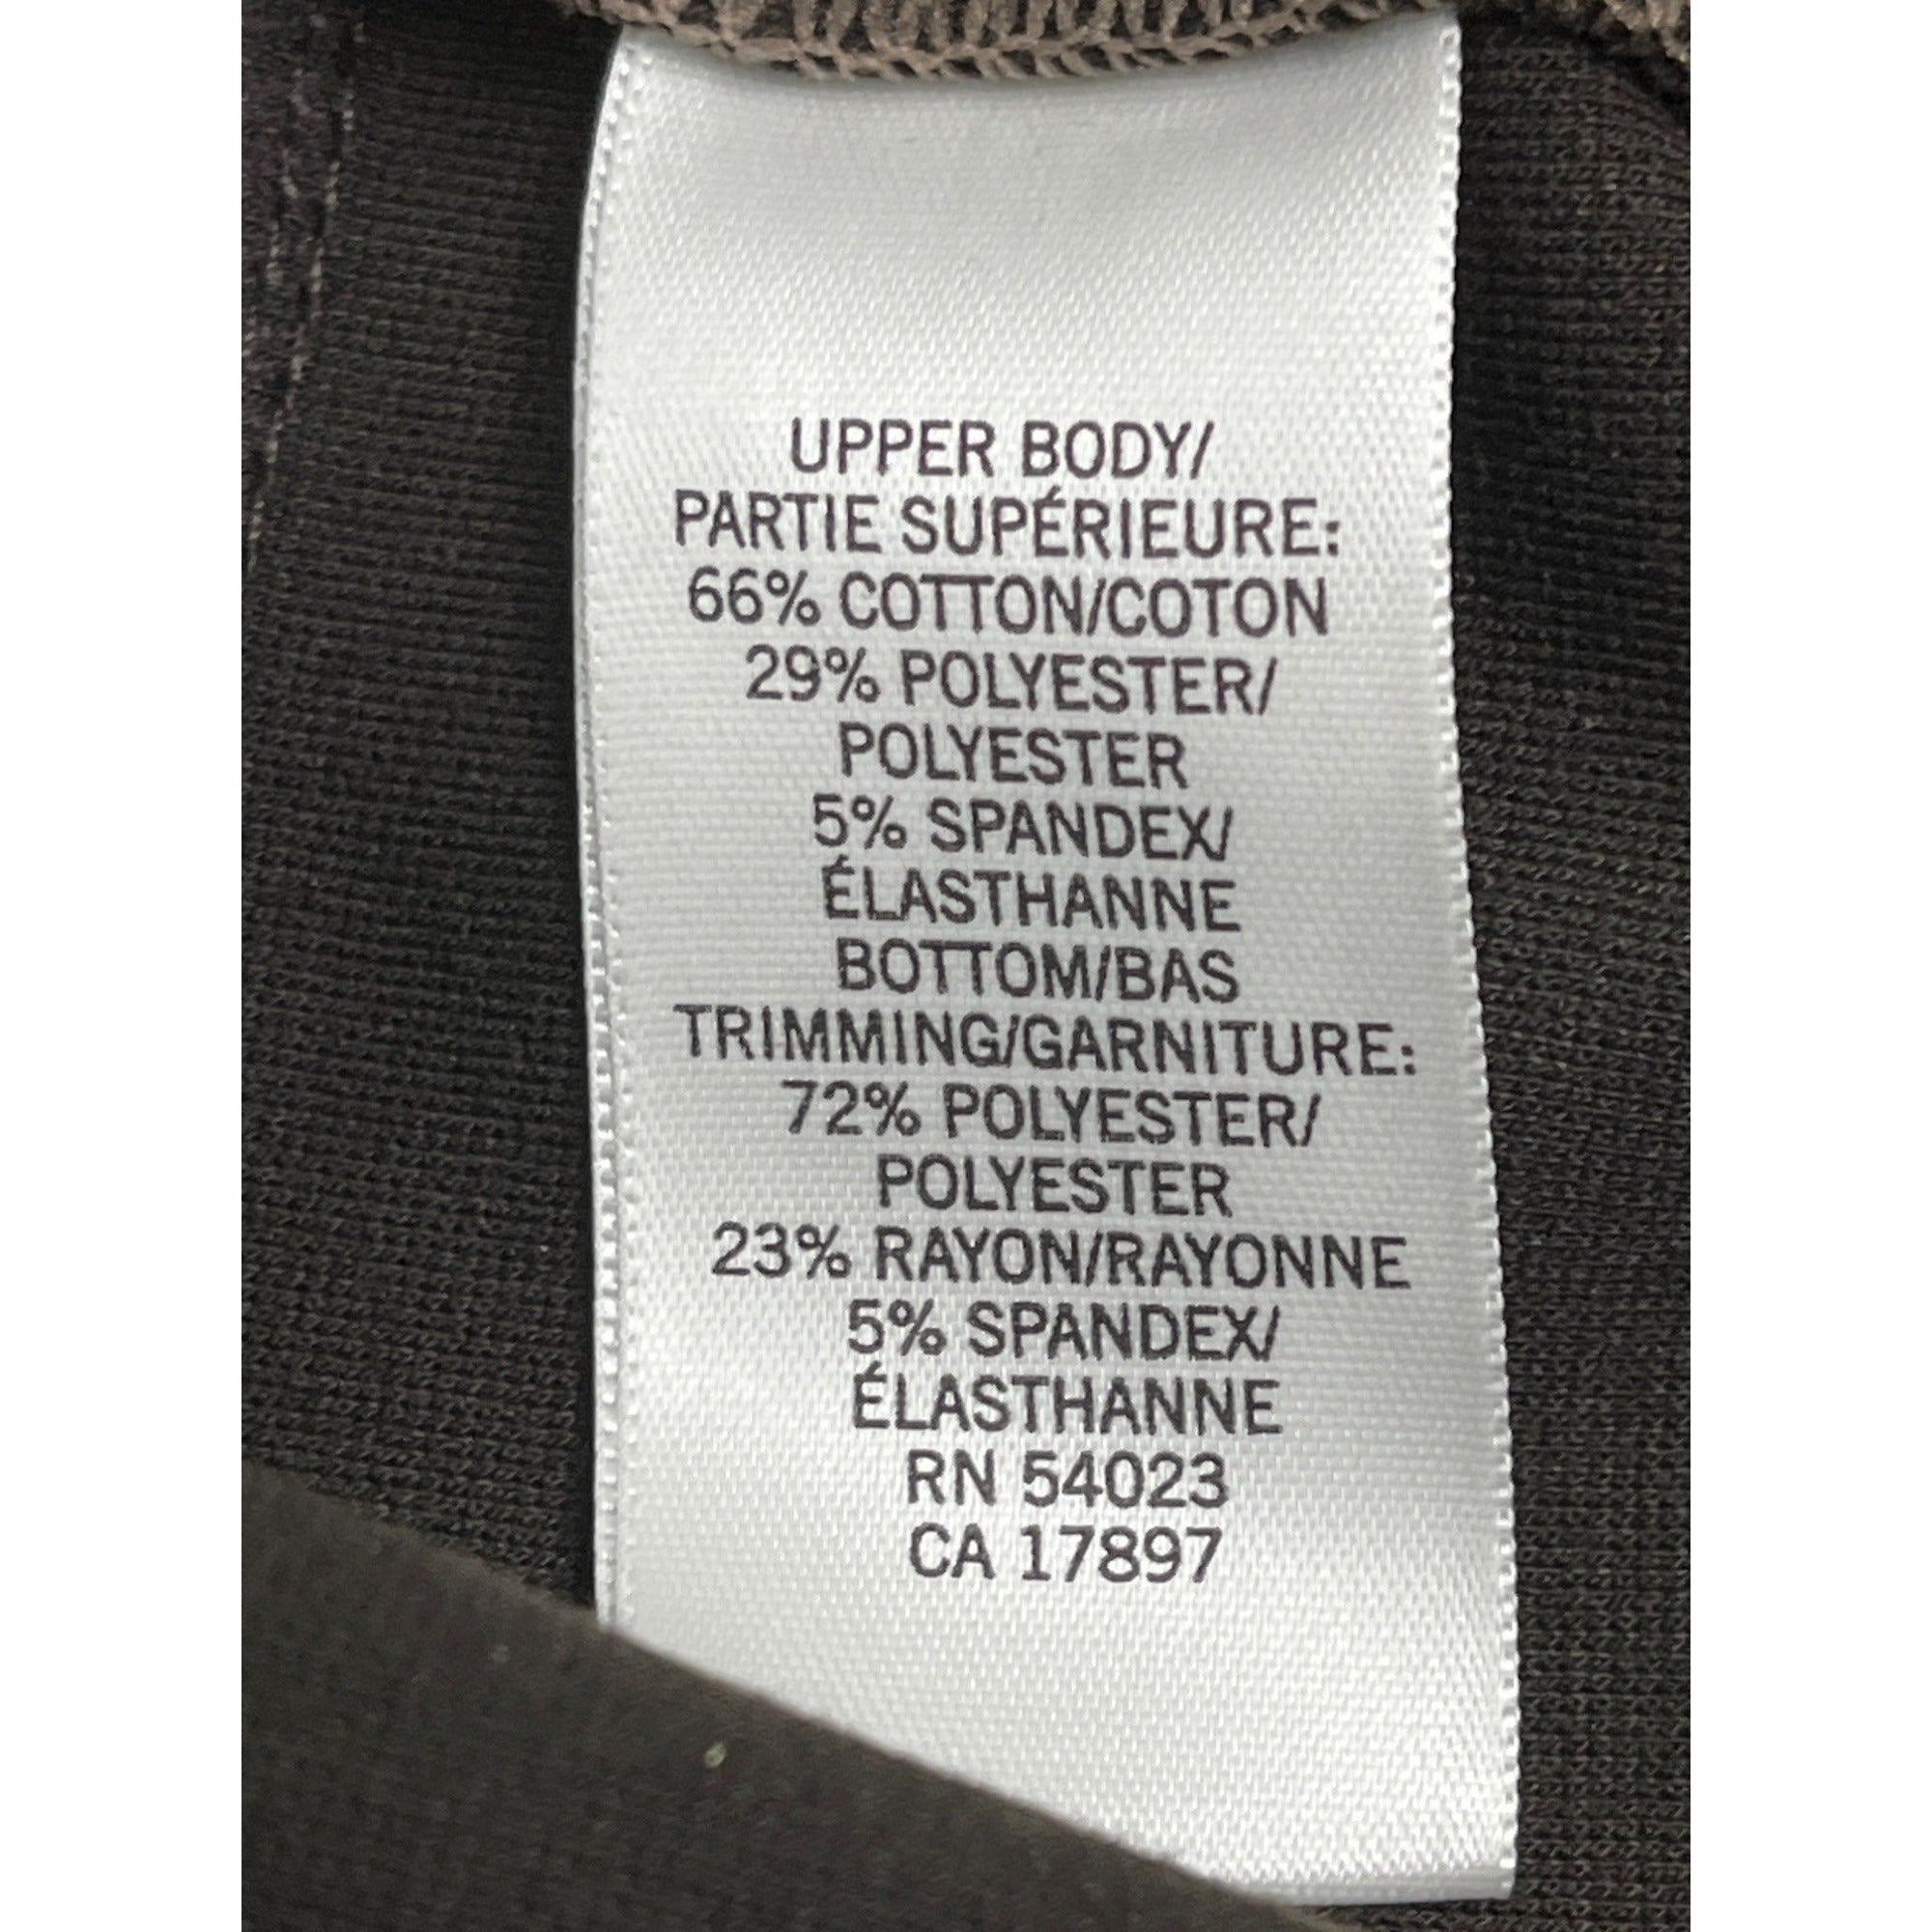 UPPER BODY/
PARTIE SUPÉRIEURE:
66% COTTON/COTON
29% POLYESTER/
POLYESTER
5% SPANDEX/
ÉLASTHANNE
BOTTOM/BAS
TRIMMING/GARNITURE:
72% POLYESTER/
POLYESTER
23% RAYON/RAYONNE
5% SPANDEX/
ÉLASTHANNE
RN 54023
CA 17897